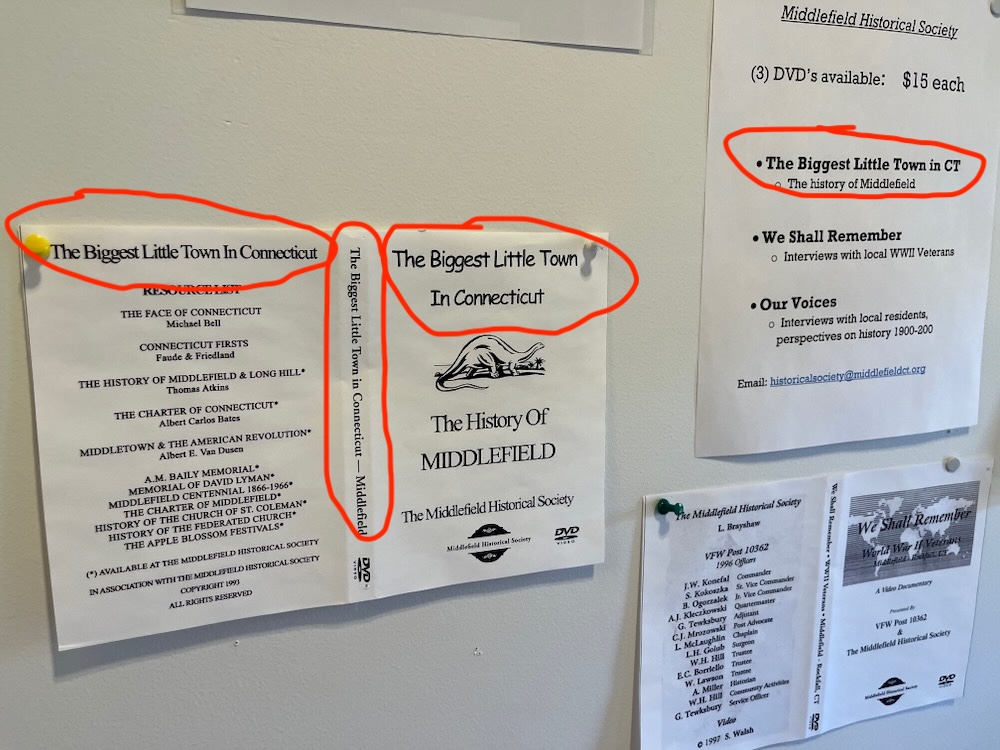 The Biggest Little Town In Connecticut
RESOURCE LIST
THE FACE OF CONNECTICUT
Michael Bell
CONNECTICUT FIRSTS
Faude & Friedland
THE HISTORY OF MIDDLEFIELD & LONG HILL*
Thomas Atkins
THE CHARTER OF CONNECTICUT*
Albert Carlos Bates
MIDDLETOWN & THE AMERICAN REVOLUTION*
Albert E. Van Dusen
A.M. BAILY MEMORIAL*
MEMORIAL OF DAVID LYMAN*
MIDDLEFIELD CENTENNIAL 1866-1966*
THE CHARTER OF MIDDLEFIELD*
HISTORY OF THE CHURCH OF ST. COLEMAN*
HISTORY OF THE FEDERATED CHURCH*
THE APPLE BLOSSOM FESTIVALS*
(*) AVAILABLE AT THE MIDDLEFIELD HISTORICAL SOCIETY
IN ASSOCIATION WITH THE MIDDLEFIELD HISTORICAL SOCIETY
COPYRIGHT 1993
ALL RIGHTS RESERVED
The Biggest Little Town in Connecticut — Middlefield
DVD
VIDEO
The Biggest Little Town
In Connecticut
The History Of
MIDDLEFIELD
The Middlefield Historical Society
Middlefield Historical Society
DVD
VIDEO
Middlefield Historical Society
(3) DVD's available: $15 each
• The Biggest Little Town in CT
o The history of Middlefield
• We Shall Remember
o Interviews with local WWII Veterans
• Our Voices
o Interviews with local residents,
perspectives on history 1900-200
Email: historicalsociety@middlefieldct.org
The Middlefield Historical Society
L. Brayshaw
VFW Post 10362
1996 Officers
J.W. Konefal Commander
S. Kokoszka Sr. Vice Commander
B. Ogorzalek Jr. Vice Commander
A.J. Kleczkowski Quartermaster
G. Tewksbury Adjutant
C.J. Mrozowski Post Advocate
L. McLaughlin Chaplain
L.H. Golob Surgeon
W.H. Hill Trustee
E.C. Borriello Trustee
W. Lawson Trustee
A. Miller Historian
W.H. Hill Community Activities
G. Tewksbury Service Officer
Video
© 1997 S. Walsh
We Shall Remember • WWII Veterans • Middlefield - Rockfall, CT
DVD
VIDEO
We Shall Remember
World War II Veterans
Middlefield - Rockfall, CT
A Video Documentary
Presented By
VFW Post 10362
&
The Middlefield Historical Society
Middlefield Historical Society
DVD
VIDEO